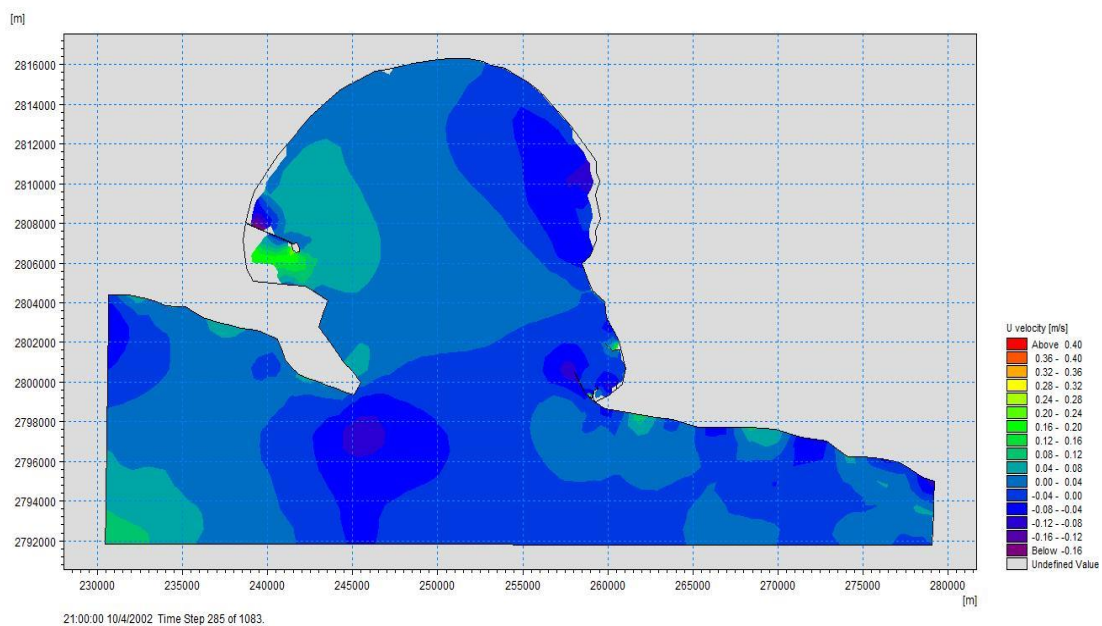 [m]
2816000
2814000
2812000
2810000
2808000
2806000
2804000
2802000
2800000
2798000
2796000
2794000
2792000
230000 235000 240000 245000 250000 255000 260000 265000 270000 275000 280000
[m]
21:00:00 10/4/2002 Time Step 285 of 1083.
U velocity [m/s]
Above 0.40
0.36 - 0.40
0.32 - 0.36
0.28 - 0.32
0.24 - 0.28
0.20 - 0.24
0.16 - 0.20
0.12 - 0.16
0.08 - 0.12
0.04 - 0.08
0.00 - 0.04
-0.04 - 0.00
-0.08 - -0.04
-0.12 - -0.08
-0.16 - -0.12
Below -0.16
Undefined Value